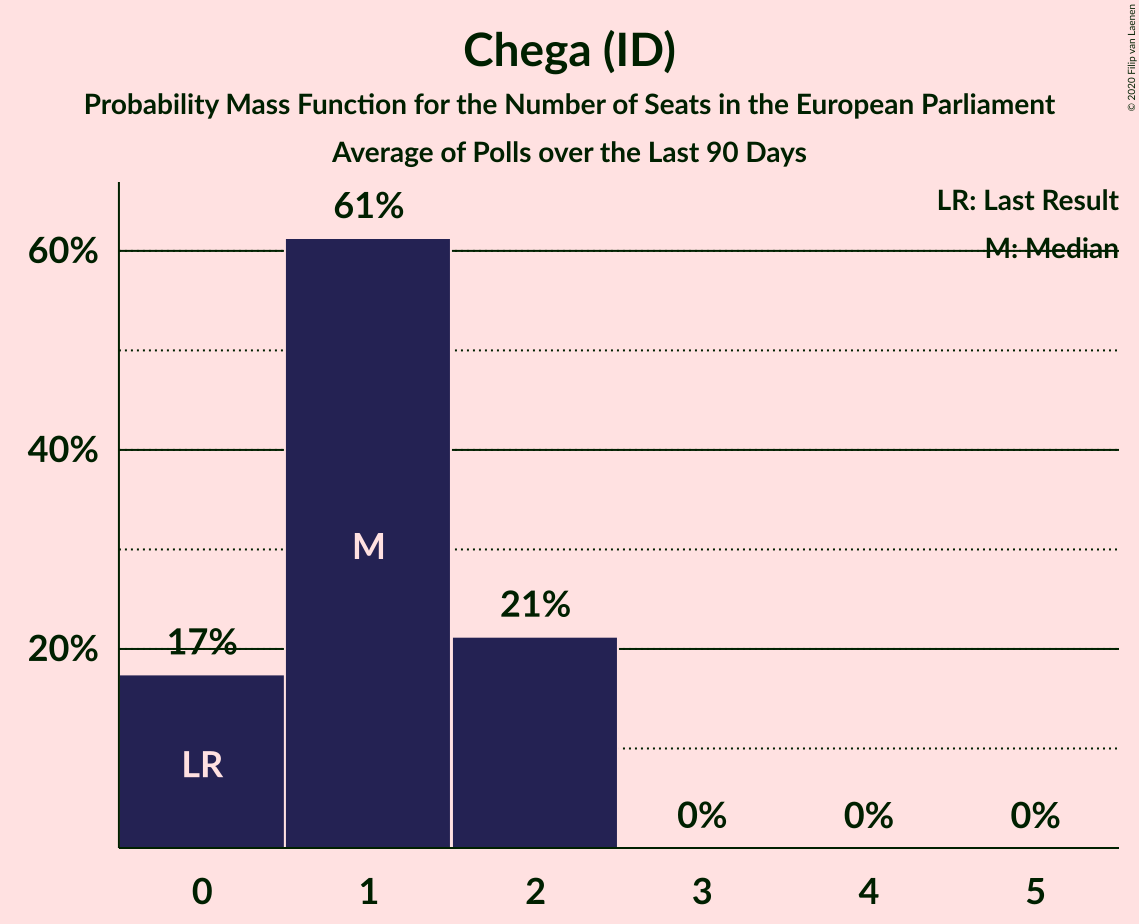 Chega (ID)
Probability Mass Function for the Number of Seats in the European Parliament
Average of Polls over the Last 90 Days
© 2020 Filip van Laenen
LR: Last Result
M: Median
61%
60%
40%
M
21%
17%
20%
LR
0%
0%
0%
0
1
2
3
4
5